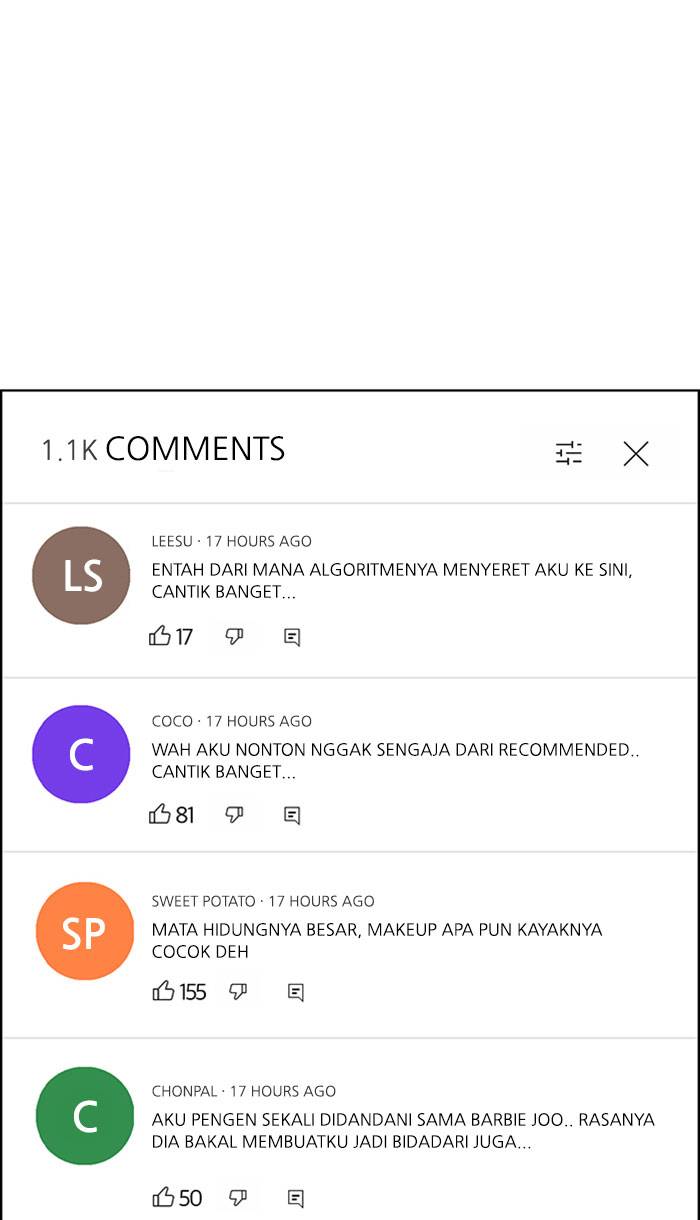 1.1K COMMENTS
LS
LEESU · 17 HOURS AGO
ENTAH DARI MANA ALGORITMENYA MENYERET AKU KE SINI,
CANTIK BANGET...
17
C
COCO · 17 HOURS AGO
WAH AKU NONTON NGGAK SENGAJA DARI RECOMMENDED..
CANTIK BANGET...
81
SP
SWEET POTATO · 17 HOURS AGO
MATA HIDUNGNYA BESAR, MAKEUP APA PUN KAYAKNYA
COCOK DEH
155
C
CHONPAL · 17 HOURS AGO
AKU PENGEN SEKALI DIDANDANI SAMA BARBIE JOO.. RASANYA
DIA BAKAL MEMBUATKU JADI BIDADARI JUGA...
50